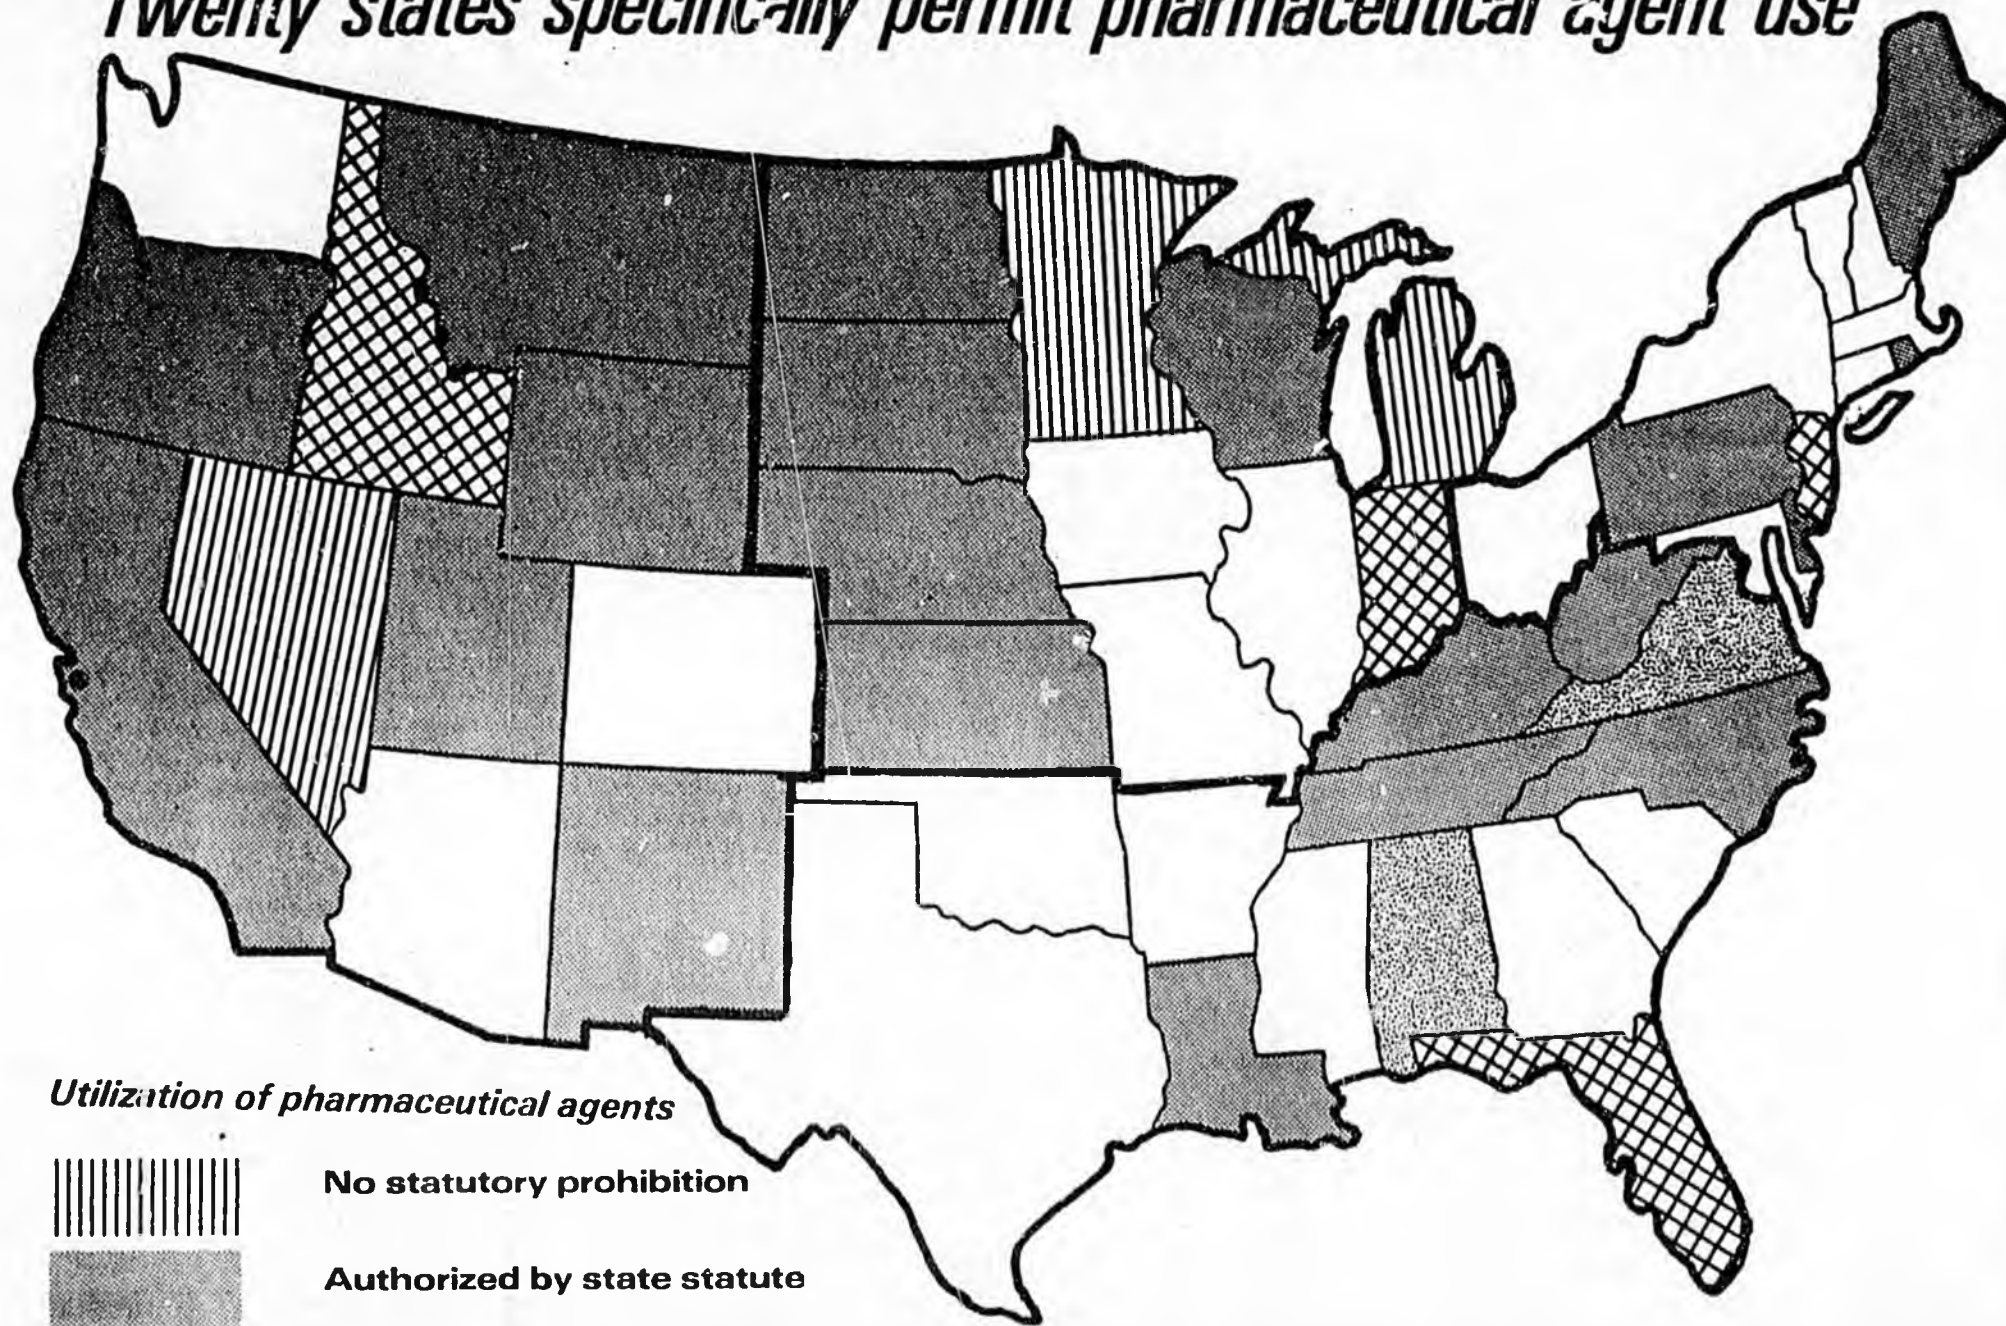 Twenty states specifically permit pharmaceutical agent use
Utilization of pharmaceutical agents
No statutory prohibition
Authorized by state statute